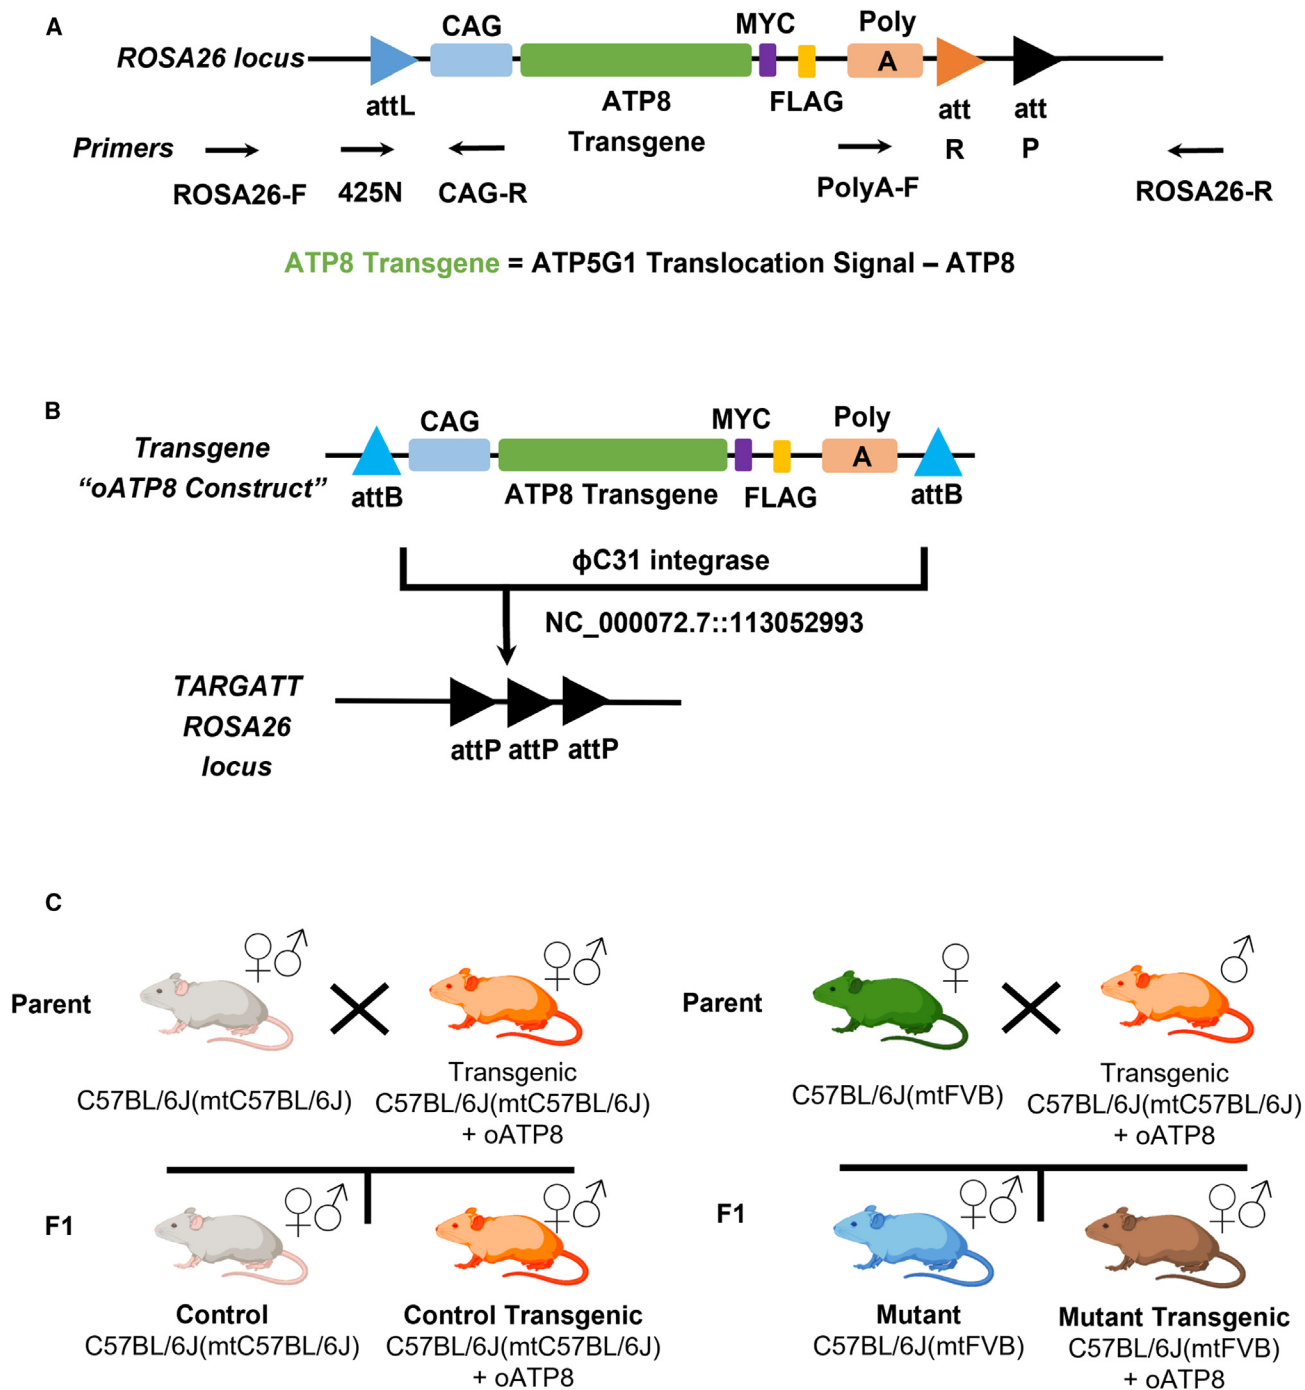 A
CAG
MYC
Poly
ROSA26 locus
A
attL
ATP8
Transgene
FLAG
att
R
att
P
Primers
ROSA26-F
425N
CAG-R
PolyA-F
ROSA26-R
ATP8 Transgene = ATP5G1 Translocation Signal – ATP8
B
Transgene
“oATP8 Construct”
CAG
MYC
Poly
A
attB
ATP8 Transgene
FLAG
attB
ϕC31 integrase
NC_000072.7::113052993
TARGATT
ROSA26
locus
attP attP attP
C
Parent
♀♂
C57BL/6J(mtC57BL/6J)
♀♂
Transgenic
C57BL/6J(mtC57BL/6J)
+ oATP8
Parent
♀
C57BL/6J(mtFVB)
♂
Transgenic
C57BL/6J(mtC57BL/6J)
+ oATP8
F1
♀♂
Control
C57BL/6J(mtC57BL/6J)
♀♂
Control Transgenic
C57BL/6J(mtC57BL/6J)
+ oATP8
F1
♀♂
Mutant
C57BL/6J(mtFVB)
♀♂
Mutant Transgenic
C57BL/6J(mtFVB)
+ oATP8